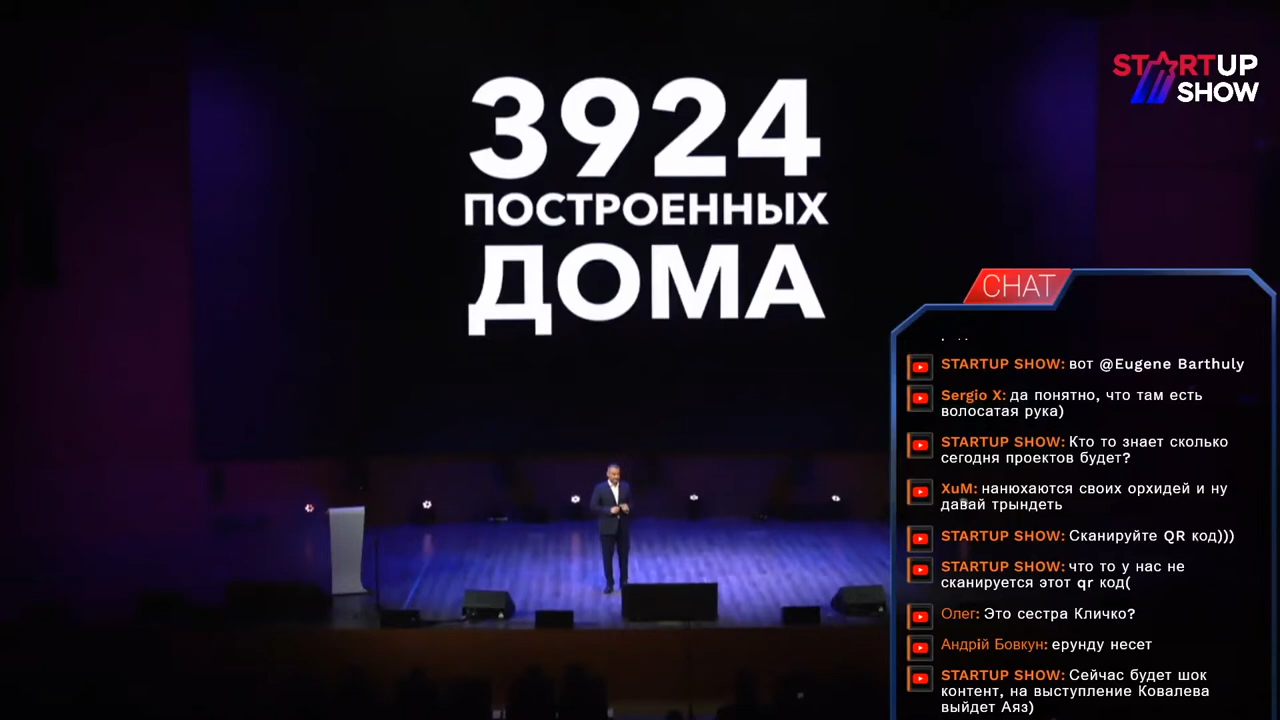 3924
ПОСТРОЕННЫХ
ДОМА
STARTUP
SHOW
CHAT
STARTUP SHOW: вот @Eugene Barthuly
Sergio X: да понятно, что там есть
волосатая рука)
STARTUP SHOW: Кто то знает сколько
сегодня проектов будет?
XuM: нанюхаются своих орхидей и ну
давай трындеть
STARTUP SHOW: Сканируйте QR код)))
STARTUP SHOW: что то у нас не
сканируется этот qr код(
Олег: Это сестра Кличко?
Андрій Бовкун: ерунду несет
STARTUP SHOW: Сейчас будет шок
контент, на выступление Ковалева
выйдет Аяз)